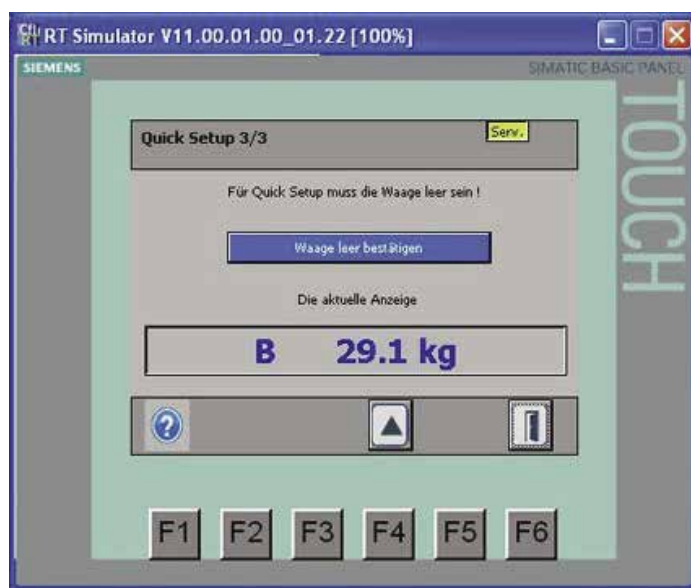 RT Simulator V11.00.01.00_01.22 [100%]
SIEMENS
SIMATIC BASIC PANEL
TOUCH
Quick Setup 3/3
Serv.
Für Quick Setup muss die Waage leer sein !
Waage leer bestätigen
Die aktuelle Anzeige
B 29.1 kg
?
F1 F2 F3 F4 F5 F6